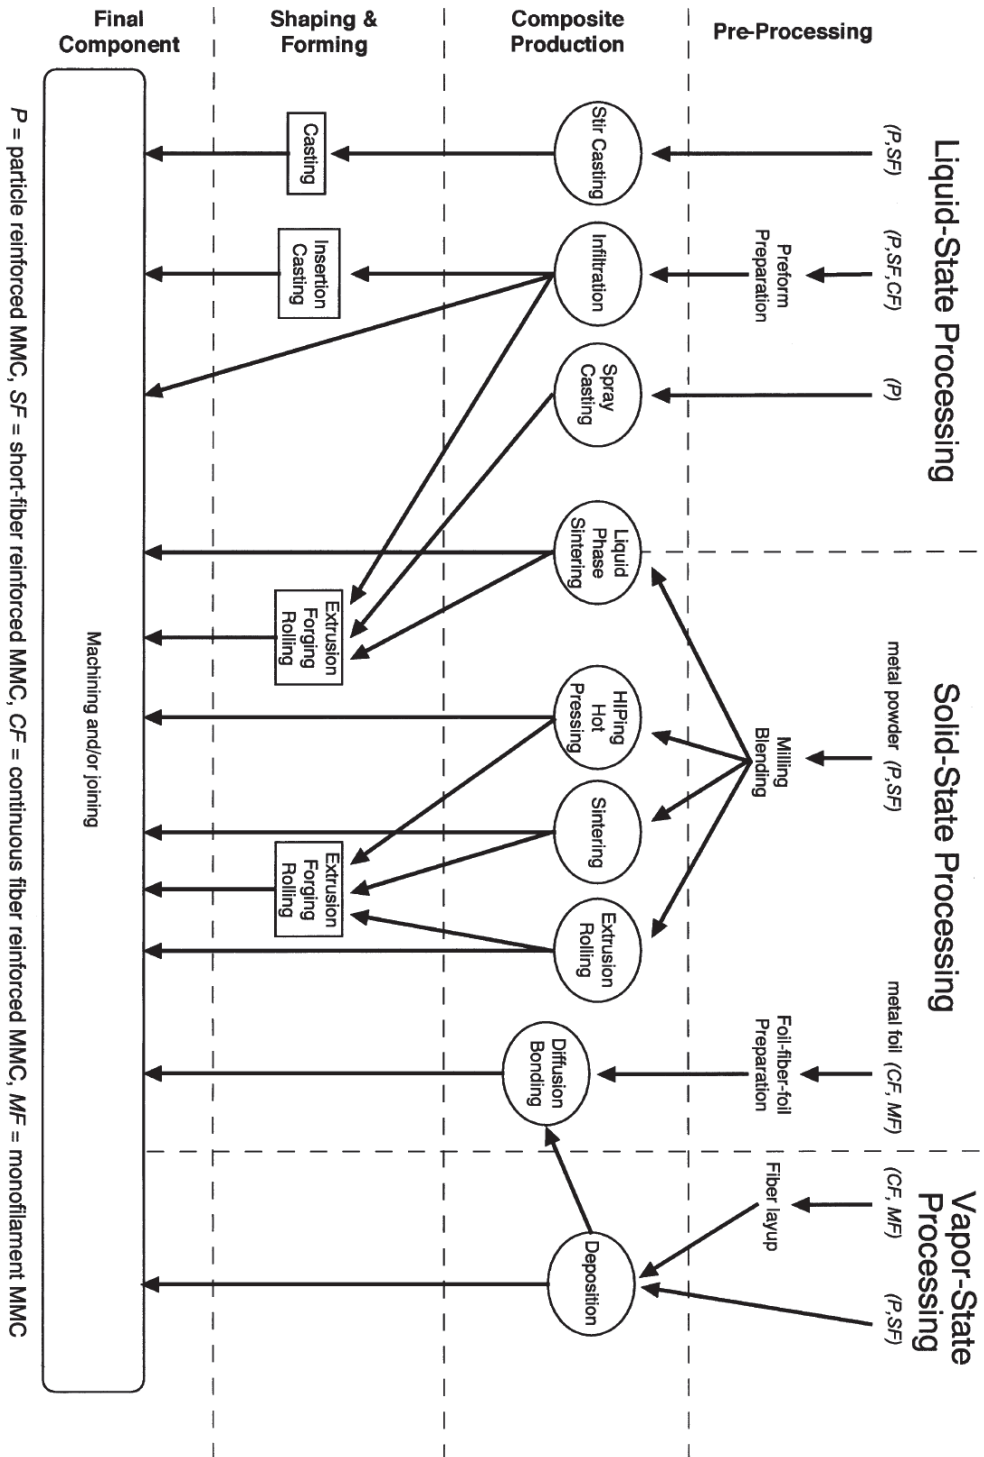 Liquid-State Processing
Solid-State Processing
Vapor-State
Processing
Pre-Processing
(P,SF)
(P,SF,CF)
(P)
metal powder (P,SF)
metal foil (CF, MF)
(CF, MF)
(P,SF)
Preform
Preparation
Milling
Blending
Foil-fiber-foil
Preparation
Fiber layup
Composite
Production
Stir Casting
Infiltration
Spray
Casting
Liquid
Phase
Sintering
HIPing
Hot
Pressing
Sintering
Extrusion
Rolling
Diffusion
Bonding
Deposition
Shaping &
Forming
Casting
Insertion
Casting
Extrusion
Forging
Rolling
Extrusion
Forging
Rolling
Final
Component
Machining and/or joining
P = particle reinforced MMC, SF = short-fiber reinforced MMC, CF = continuous fiber reinforced MMC, MF = monofilament MMC